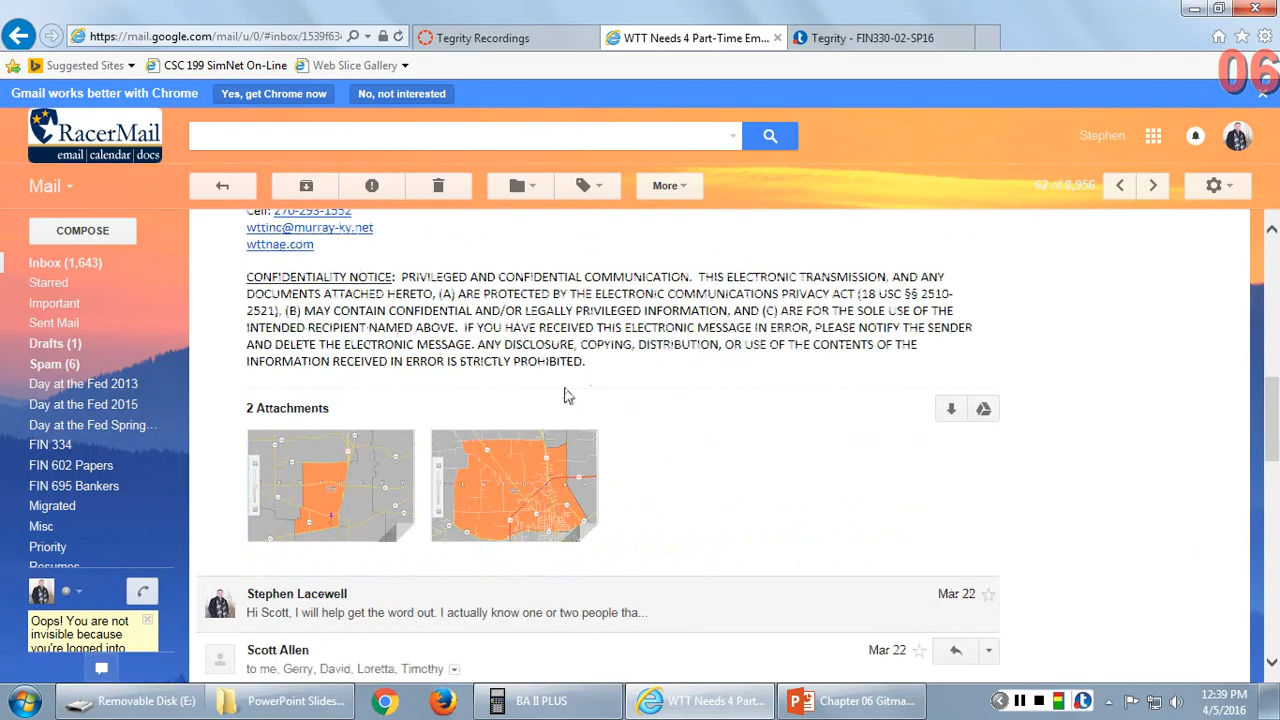 https://mail.google.com/mail/u/0/#inbox/1539f634
Tegrity Recordings
WTT Needs 4 Part-Time Em...
Tegrity - FIN330-02-SP16
Suggested Sites
CSC 199 SimNet On-Line
Web Slice Gallery
06
Gmail works better with Chrome
Yes, get Chrome now
No, not interested
RacerMail
email|calendar|docs
Stephen
Mail
More
62 of 8,956
COMPOSE
Inbox (1,643)
Starred
Important
Sent Mail
Drafts (1)
Spam (6)
Day at the Fed 2013
Day at the Fed 2015
Day at the Fed Spring...
FIN 334
FIN 602 Papers
FIN 695 Bankers
Migrated
Misc
Priority
Resumes
Oops! You are not
invisible because
you're logged into
Cell: 270-293-1552
wttinc@murray-ky.net
wttnae.com
CONFIDENTIALITY NOTICE: PRIVILEGED AND CONFIDENTIAL COMMUNICATION. THIS ELECTRONIC TRANSMISSION, AND ANY
DOCUMENTS ATTACHED HERETO, (A) ARE PROTECTED BY THE ELECTRONIC COMMUNICATIONS PRIVACY ACT (18 USC §§ 2510-
2521), (B) MAY CONTAIN CONFIDENTIAL AND/OR LEGALLY PRIVILEGED INFORMATION, AND (C) ARE FOR THE SOLE USE OF THE
INTENDED RECIPIENT NAMED ABOVE. IF YOU HAVE RECEIVED THIS ELECTRONIC MESSAGE IN ERROR, PLEASE NOTIFY THE SENDER
AND DELETE THE ELECTRONIC MESSAGE. ANY DISCLOSURE, COPYING, DISTRIBUTION, OR USE OF THE CONTENTS OF THE
INFORMATION RECEIVED IN ERROR IS STRICTLY PROHIBITED.
2 Attachments
Stephen Lacewell
Mar 22
Hi Scott, I will help get the word out. I actually know one or two people tha...
Scott Allen
Mar 22
to me, Gerry, David, Loretta, Timothy
Removable Disk (E:)
PowerPoint Slides...
BA II PLUS
WTT Needs 4 Part...
Chapter 06 Gitma...
12:39 PM
4/5/2016